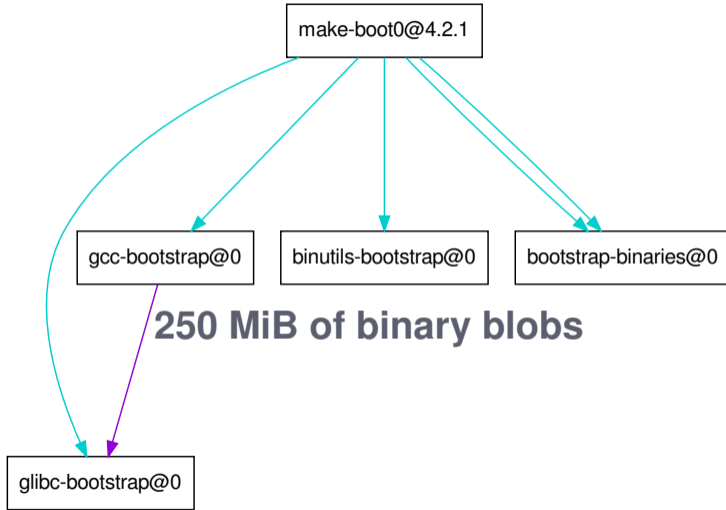 make-boot0@4.2.1
gcc-bootstrap@0
binutils-bootstrap@0
bootstrap-binaries@0
250 MiB of binary blobs
glibc-bootstrap@0